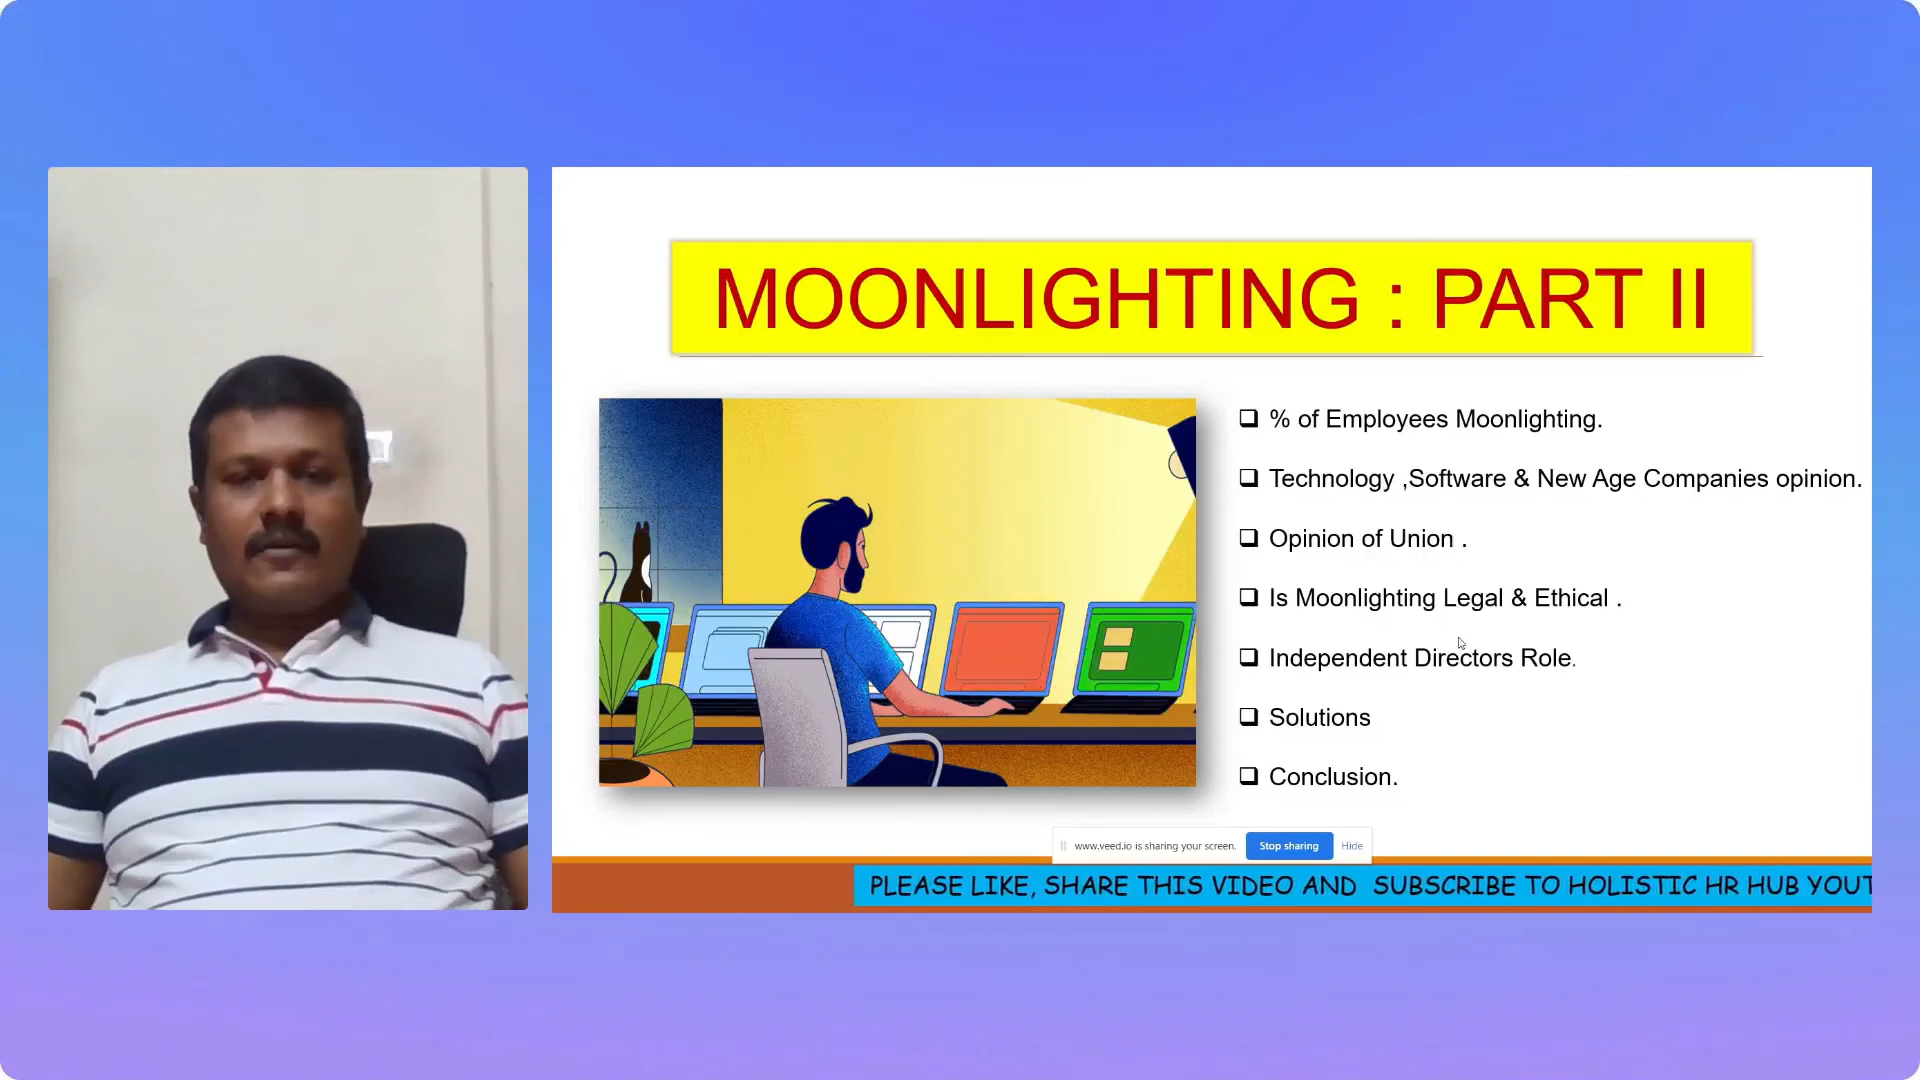 MOONLIGHTING : PART II
% of Employees Moonlighting.
Technology ,Software & New Age Companies opinion.
Opinion of Union .
Is Moonlighting Legal & Ethical .
Independent Directors Role.
Solutions
Conclusion.
www.veed.io is sharing your screen. Stop sharing Hide
PLEASE LIKE, SHARE THIS VIDEO AND SUBSCRIBE TO HOLISTIC HR HUB YOUT